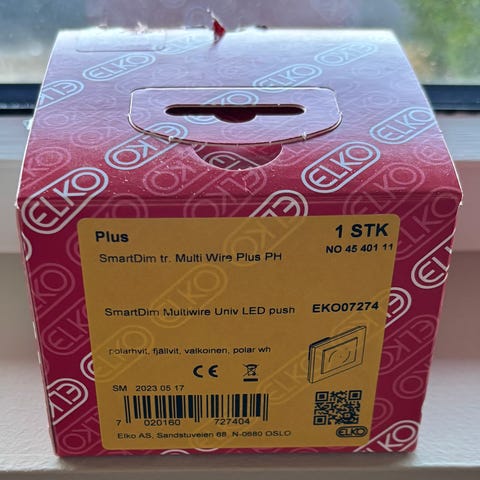 ELKO
Plus
1 STK
SmartDim tr. Multi Wire Plus PH
NO 45 401 11
SmartDim Multiwire Univ LED push
EKO07274
polarhvit, fjällvit, valkoinen, polar wh
CE
SM 2023 05 17
7 020160 727404
ELKO
Elko AS, Sandstuveien 68, N-0680 OSLO